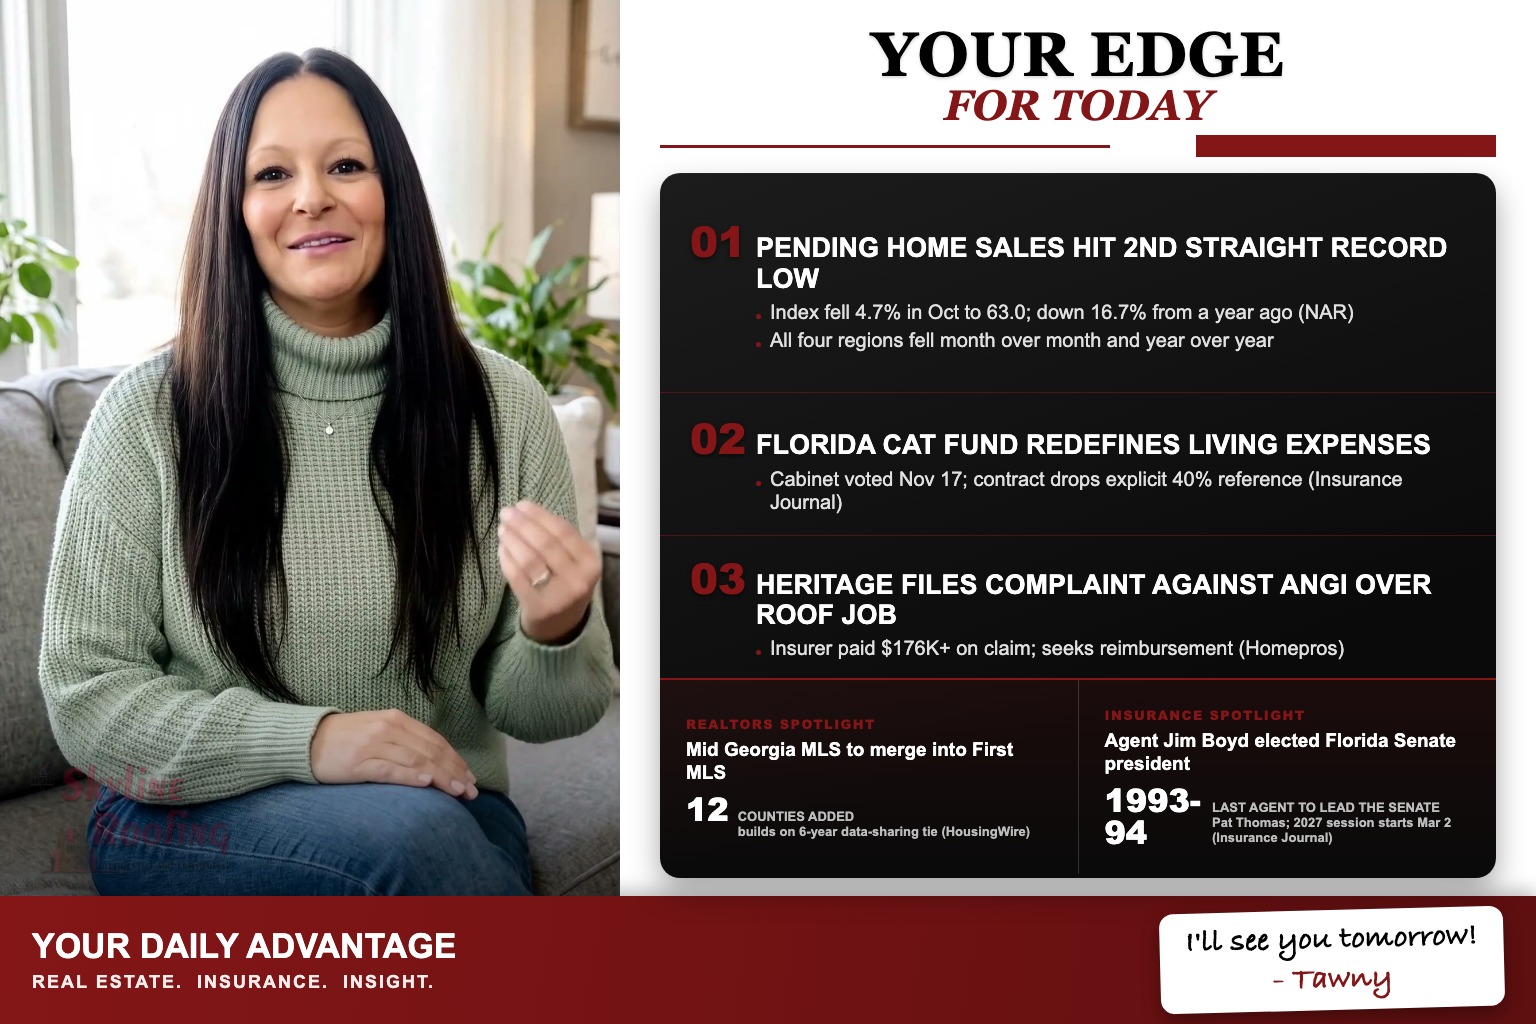 YOUR EDGE
FOR TODAY
01 PENDING HOME SALES HIT 2ND STRAIGHT RECORD
LOW
• Index fell 4.7% in Oct to 63.0; down 16.7% from a year ago (NAR)
• All four regions fell month over month and year over year
02 FLORIDA CAT FUND REDEFINES LIVING EXPENSES
• Cabinet voted Nov 17; contract drops explicit 40% reference (Insurance
Journal)
03 HERITAGE FILES COMPLAINT AGAINST ANGI OVER
ROOF JOB
• Insurer paid $176K+ on claim; seeks reimbursement (Homepros)
REALTORS SPOTLIGHT
Mid Georgia MLS to merge into First
MLS
12 COUNTIES ADDED
builds on 6-year data-sharing tie (HousingWire)
INSURANCE SPOTLIGHT
Agent Jim Boyd elected Florida Senate
president
1993-
94
LAST AGENT TO LEAD THE SENATE
Pat Thomas; 2027 session starts Mar 2
(Insurance Journal)
Skyline
Roofing
YOUR DAILY ADVANTAGE
REAL ESTATE. INSURANCE. INSIGHT.
I'll see you tomorrow!
- Tawny